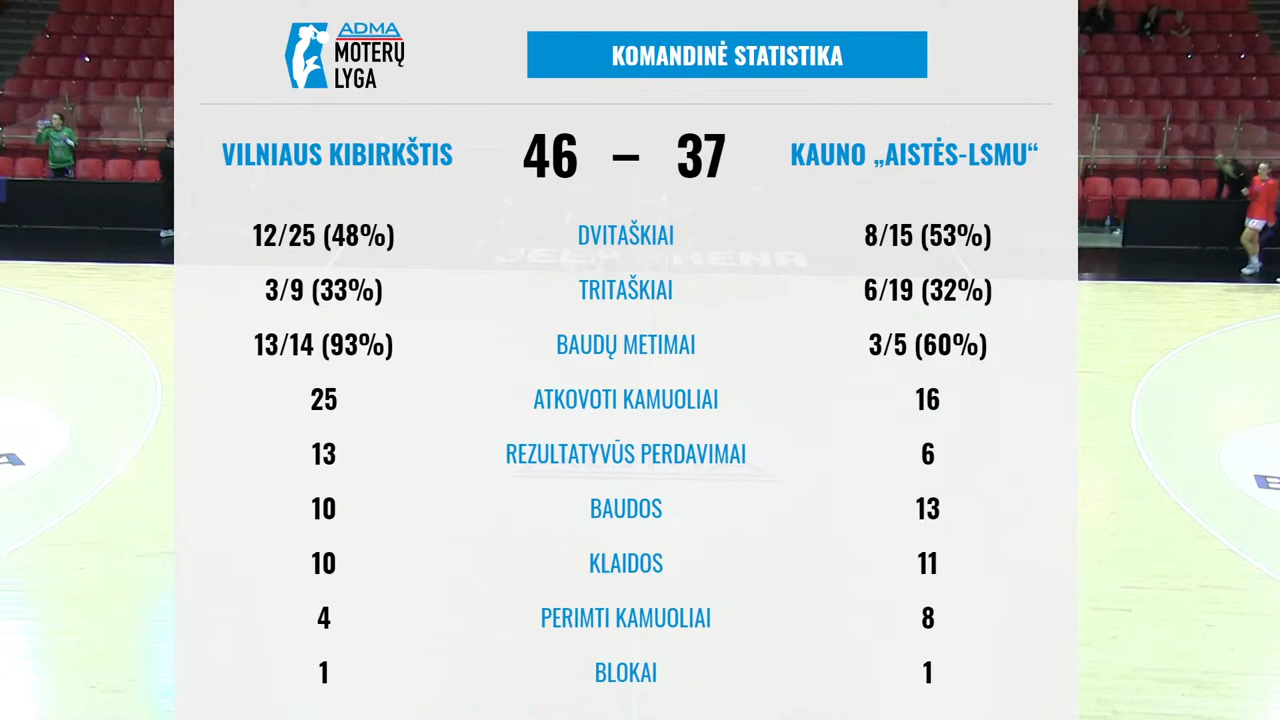 ADMA
MOTERŲ
LYGA
KOMANDINĖ STATISTIKA
VILNIAUS KIBIRKŠTIS 46 – 37 KAUNO „AISTĖS-LSMU“
12/25 (48%) DVITAŠKIAI 8/15 (53%)
3/9 (33%) TRITAŠKIAI 6/19 (32%)
13/14 (93%) BAUDŲ METIMAI 3/5 (60%)
25 ATKOVOTI KAMUOLIAI 16
13 REZULTATYVŪS PERDAVIMAI 6
10 BAUDOS 13
10 KLAIDOS 11
4 PERIMTI KAMUOLIAI 8
1 BLOKAI 1
JEEP ARENA